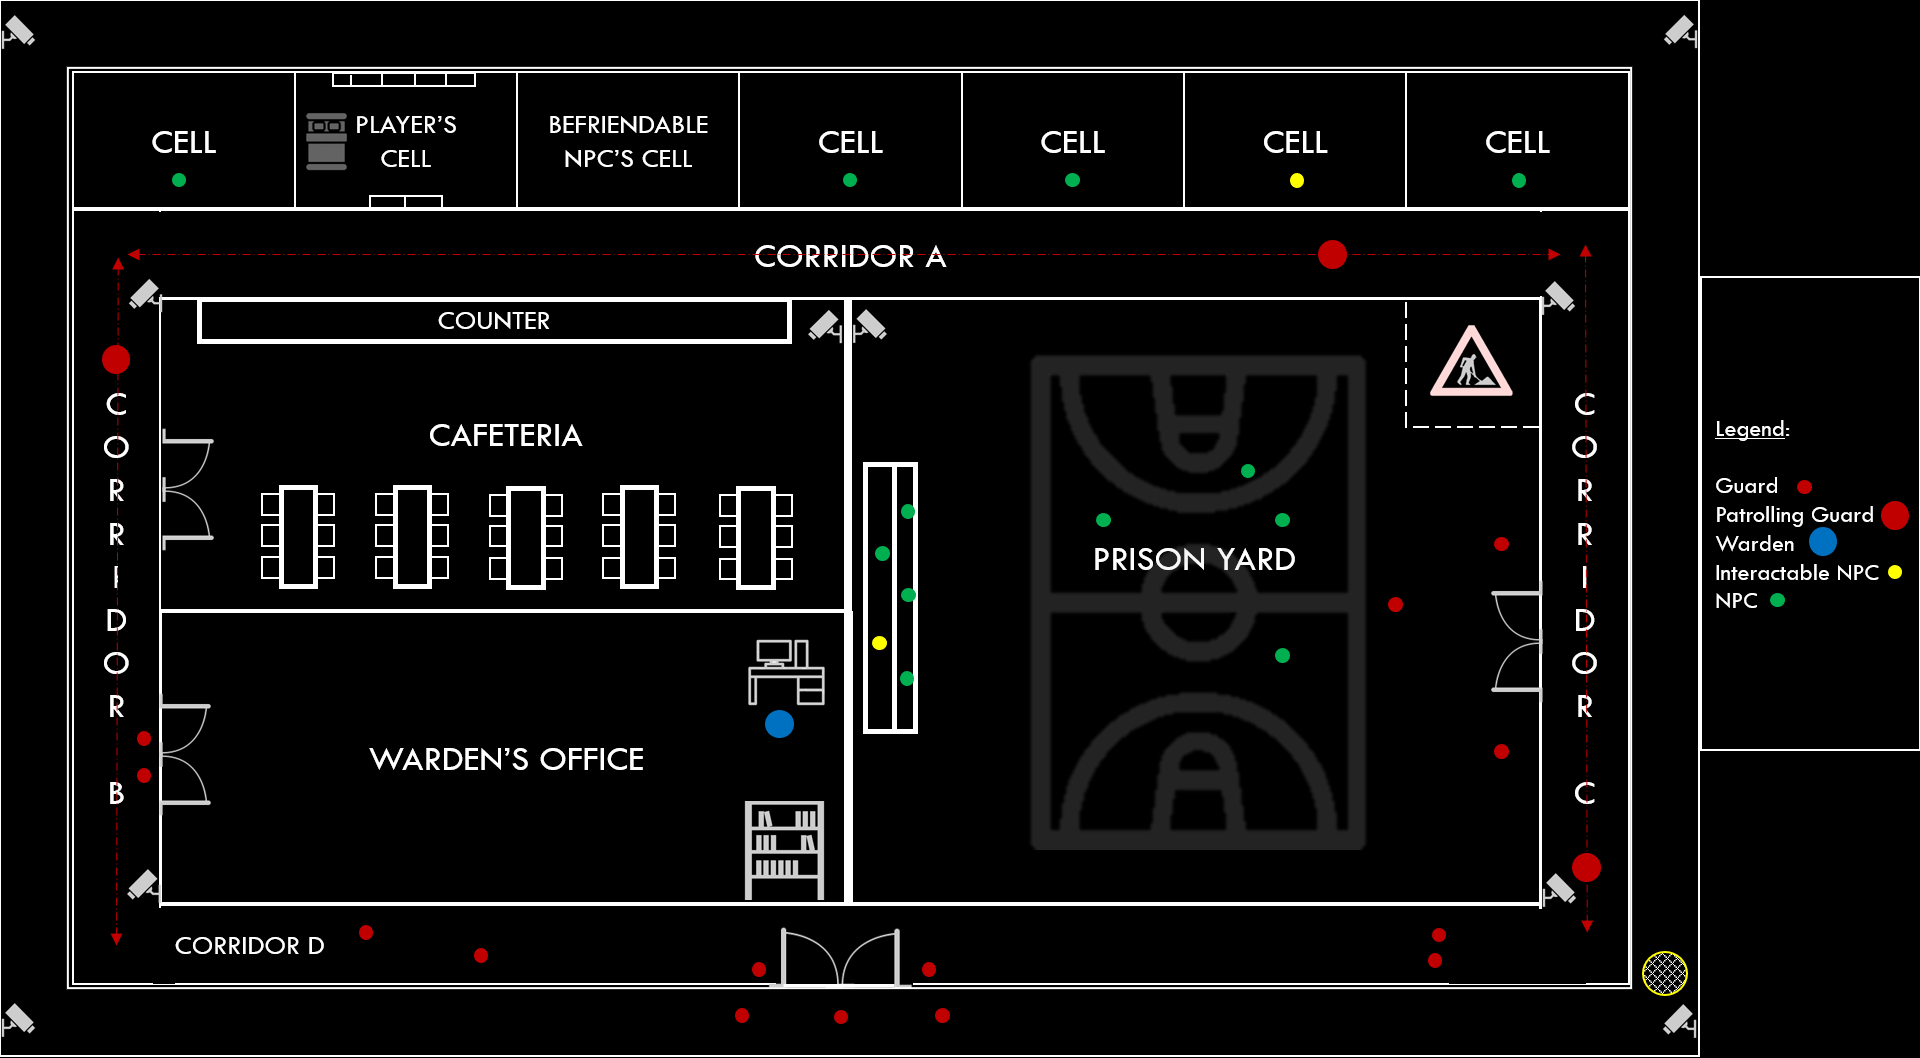 CELL
PLAYER'S
CELL
BEFRIENDABLE
NPC'S CELL
CELL
CELL
CELL
CELL
CORRIDOR A
COUNTER
CAFETERIA
CORRIDOR B
PRISON YARD
CORRIDOR C
WARDEN'S OFFICE
CORRIDOR D
Legend:
Guard
Patrolling Guard
Warden
Interactable NPC
NPC